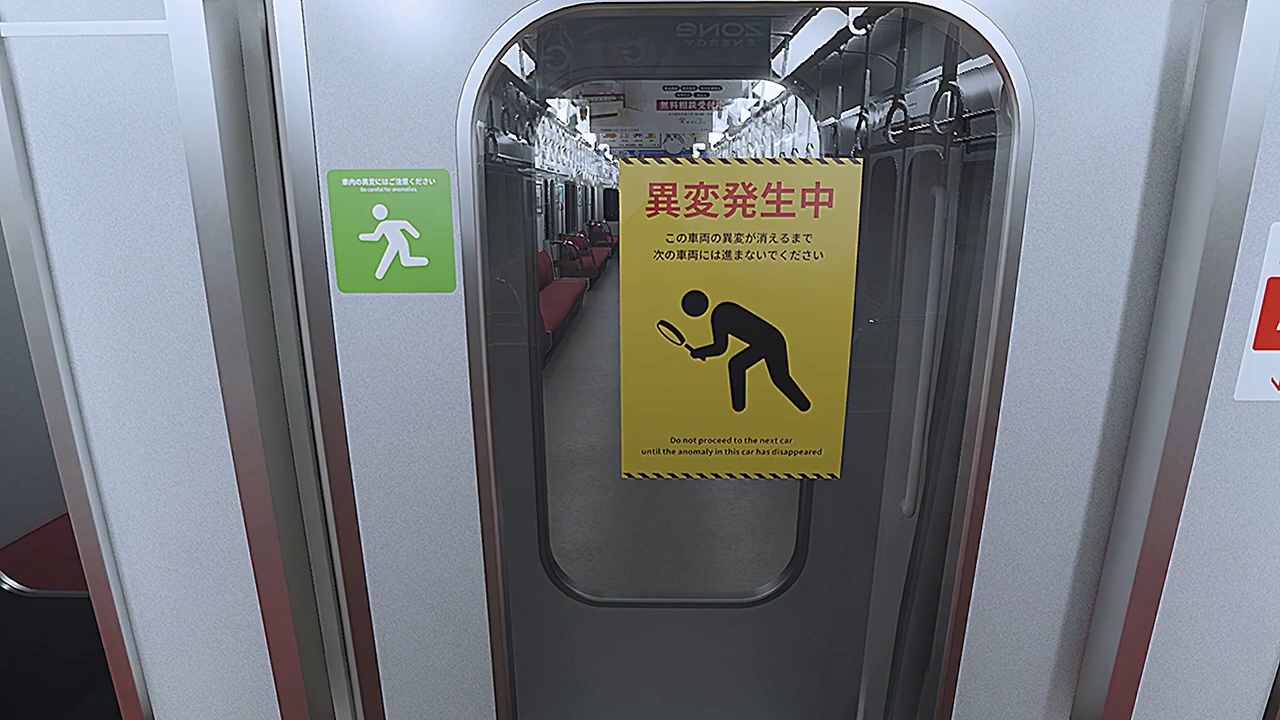 ZONE
ENERGY
無料相談受付中
車内の異変にはご注意ください
Be careful for anomalies.
異変発生中
この車両の異変が消えるまで
次の車両には進まないでください
Do not proceed to the next car
until the anomaly in this car has disappeared